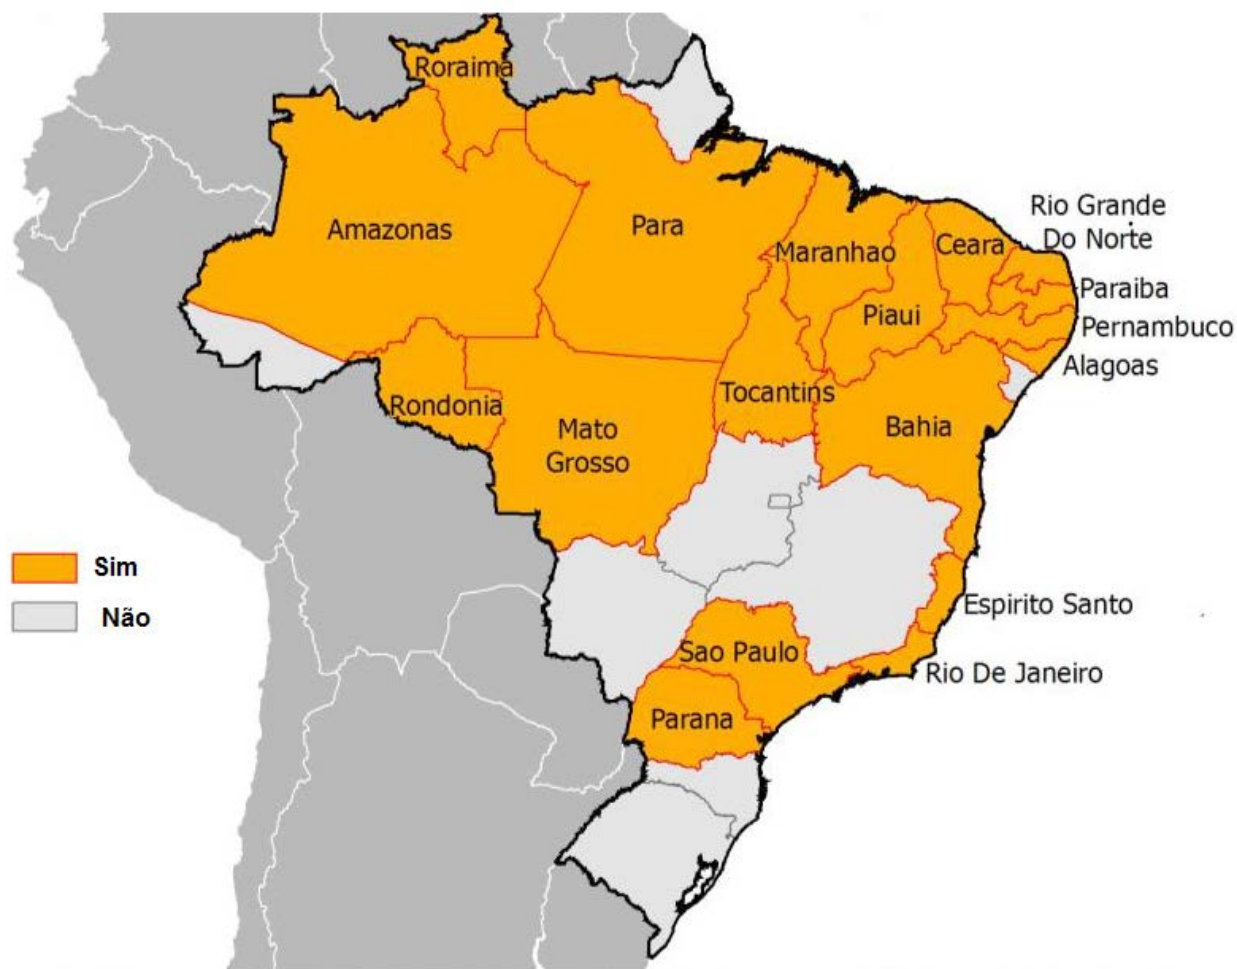 Roraima
Amazonas
Para
Maranhao
Ceara
Rio Grande
Do Norte
Paraiba
Piaui
Pernambuco
Alagoas
Rondonia
Tocantins
Mato
Grosso
Bahia
Sim
Não
Espirito Santo
Sao Paulo
Rio De Janeiro
Parana